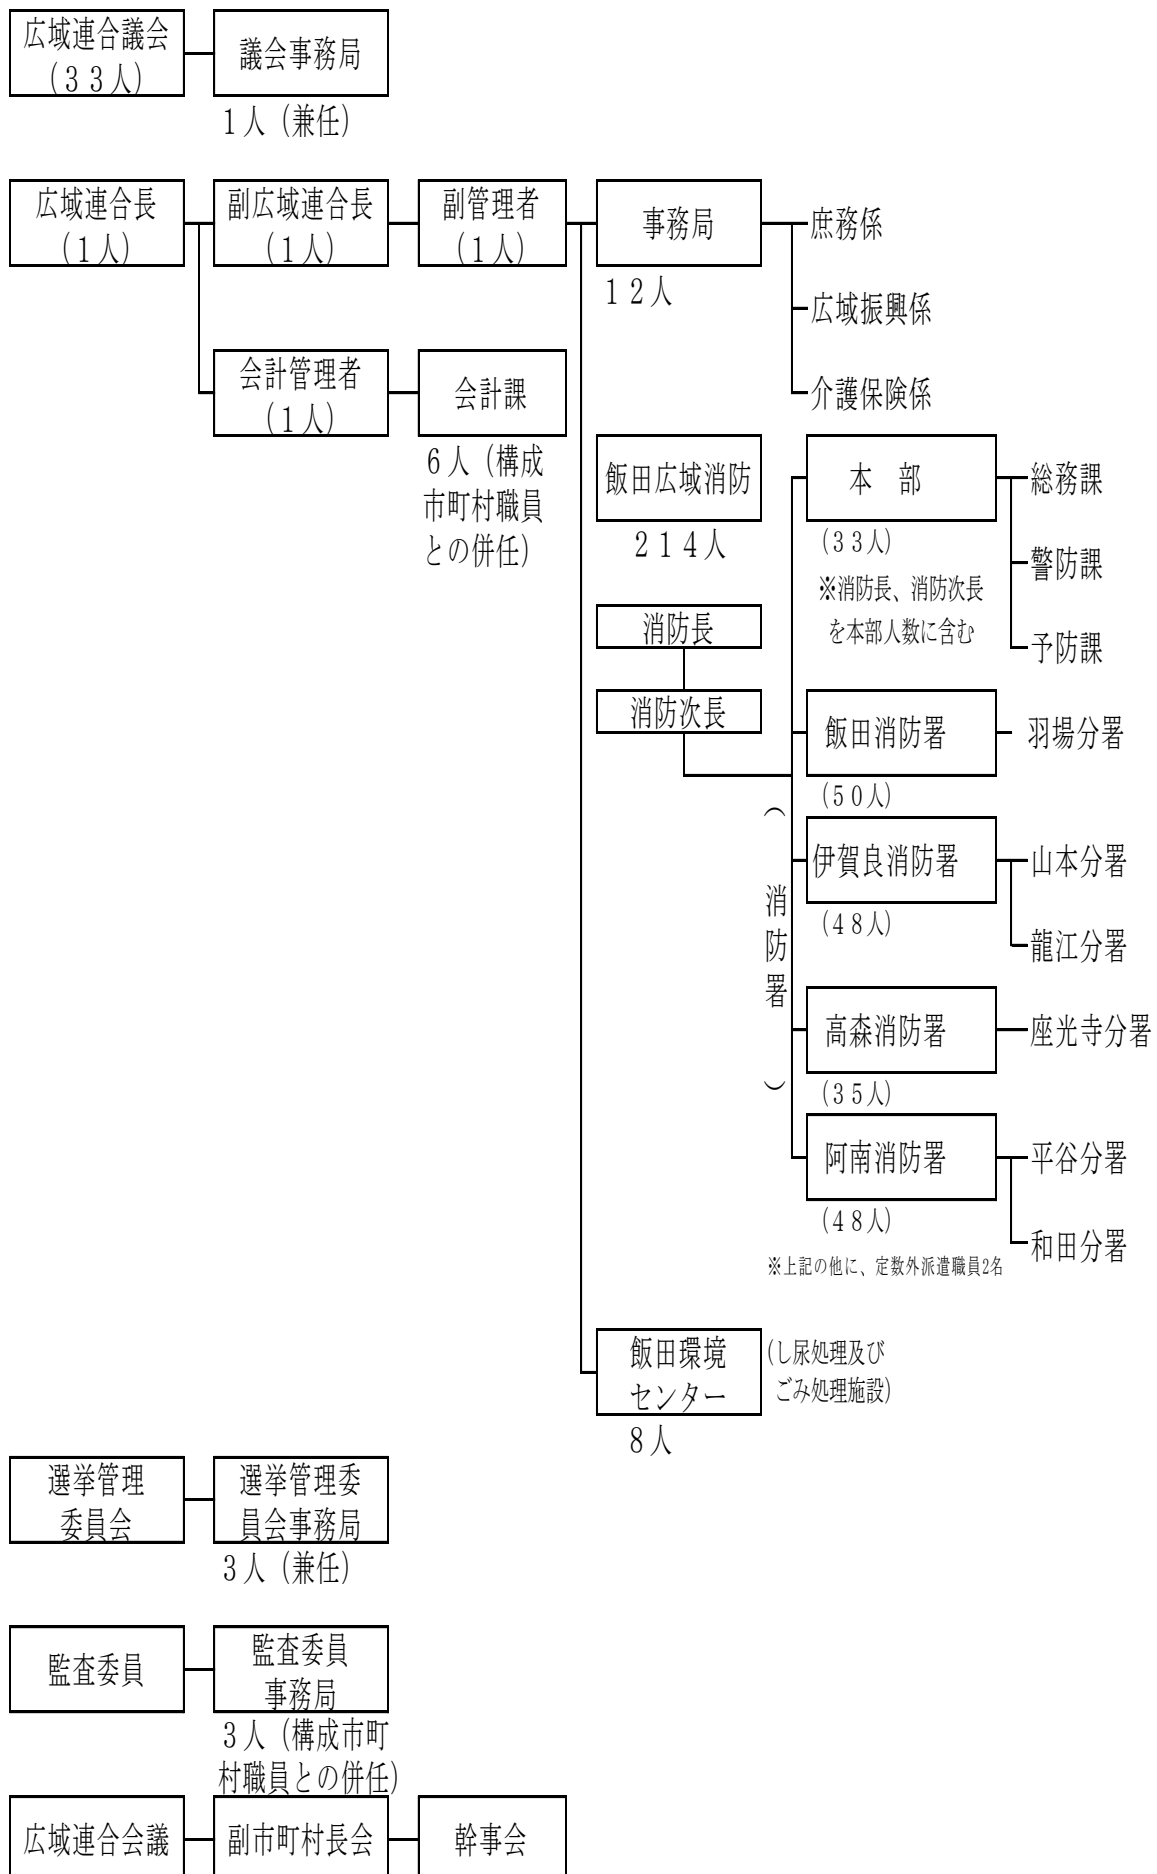 広域連合議会
(33人)
議会事務局
1人(兼任)
広域連合長
(1人)
副広域連合長
(1人)
副管理者
(1人)
事務局
12人
庶務係
広域振興係
介護保険係
会計管理者
(1人)
会計課
6人(構成
市町村職員
との併任)
飯田広域消防
214人
消防長
消防次長
本 部
(33人)
※消防長、消防次長
を本部人数に含む
総務課
警防課
予防課
(消防署)
飯田消防署
(50人)
羽場分署
伊賀良消防署
(48人)
山本分署
龍江分署
高森消防署
(35人)
座光寺分署
阿南消防署
(48人)
平谷分署
和田分署
※上記の他に、定数外派遣職員2名
飯田環境
センター
8人
(し尿処理及び
ごみ処理施設)
選挙管理
委員会
選挙管理委
員会事務局
3人(兼任)
監査委員
監査委員
事務局
3人(構成市町
村職員との併任)
広域連合会議
副市町村長会
幹事会